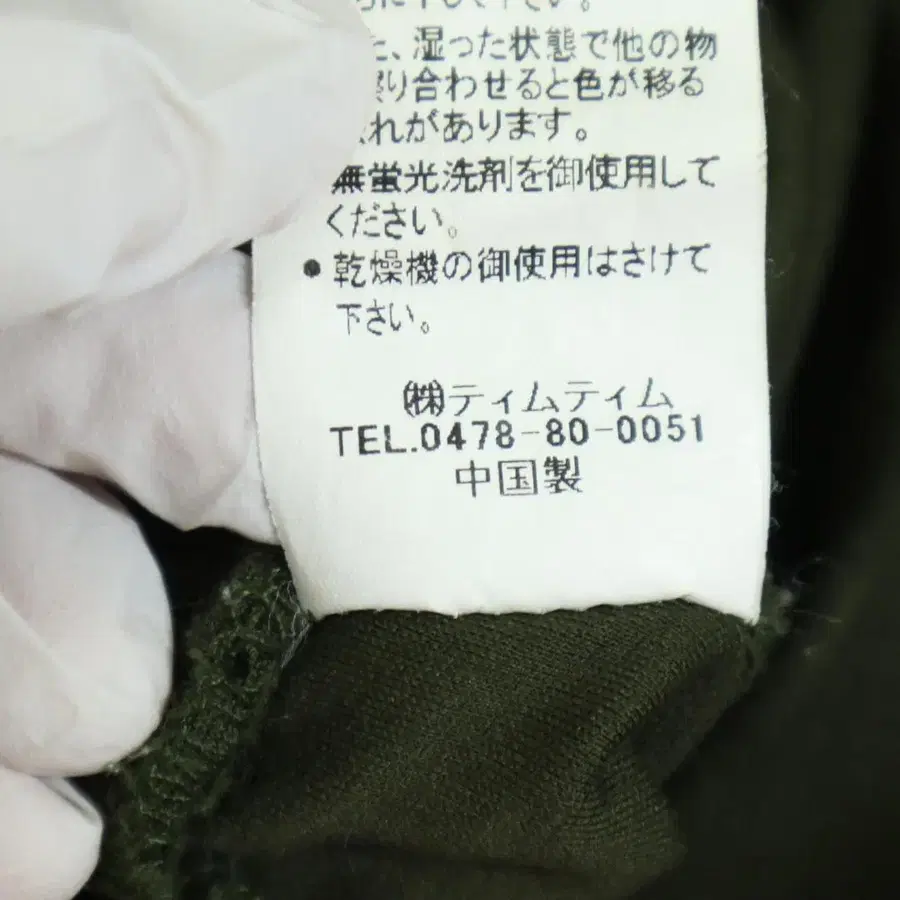 下さい。
た、湿った状態で他の物
り合わせると色が移る
れがあります。
無蛍光洗剤を御使用して
ください。
● 乾燥機の御使用はさけて
下さい。
㈱ティムティム
TEL.0478-80-0051
中国製